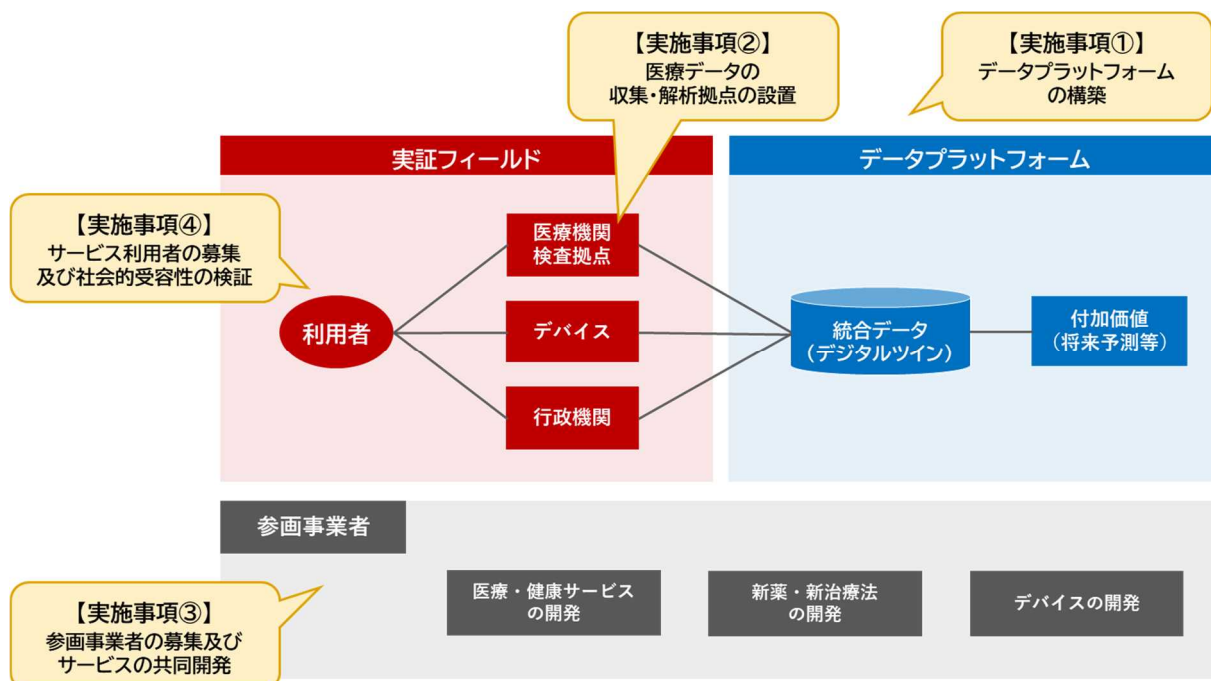 【実施事項②】
医療データの
収集・解析拠点の設置
【実施事項①】
データプラットフォーム
の構築
実証フィールド
データプラットフォーム
【実施事項④】
サービス利用者の募集
及び社会的受容性の検証
医療機関
検査拠点
利用者
デバイス
行政機関
統合データ
（デジタルツイン）
付加価値
（将来予測等）
参画事業者
医療・健康サービス
の開発
新薬・新治療法
の開発
デバイスの開発
【実施事項③】
参画事業者の募集及び
サービスの共同開発